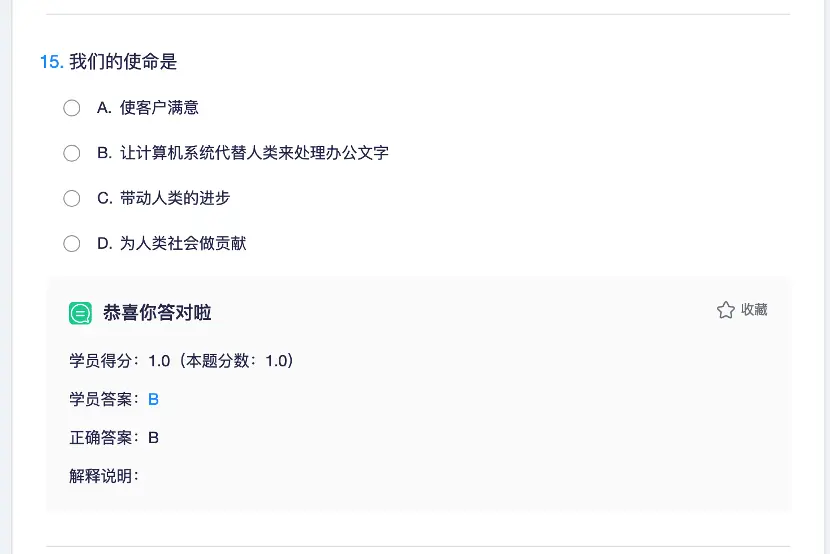 15. 我们的使命是
A. 使客户满意
B. 让计算机系统代替人类来处理办公文字
C. 带动人类的进步
D. 为人类社会做贡献
恭喜你答对啦
收藏
学员得分：1.0（本题分数：1.0）
学员答案：B
正确答案：B
解释说明：